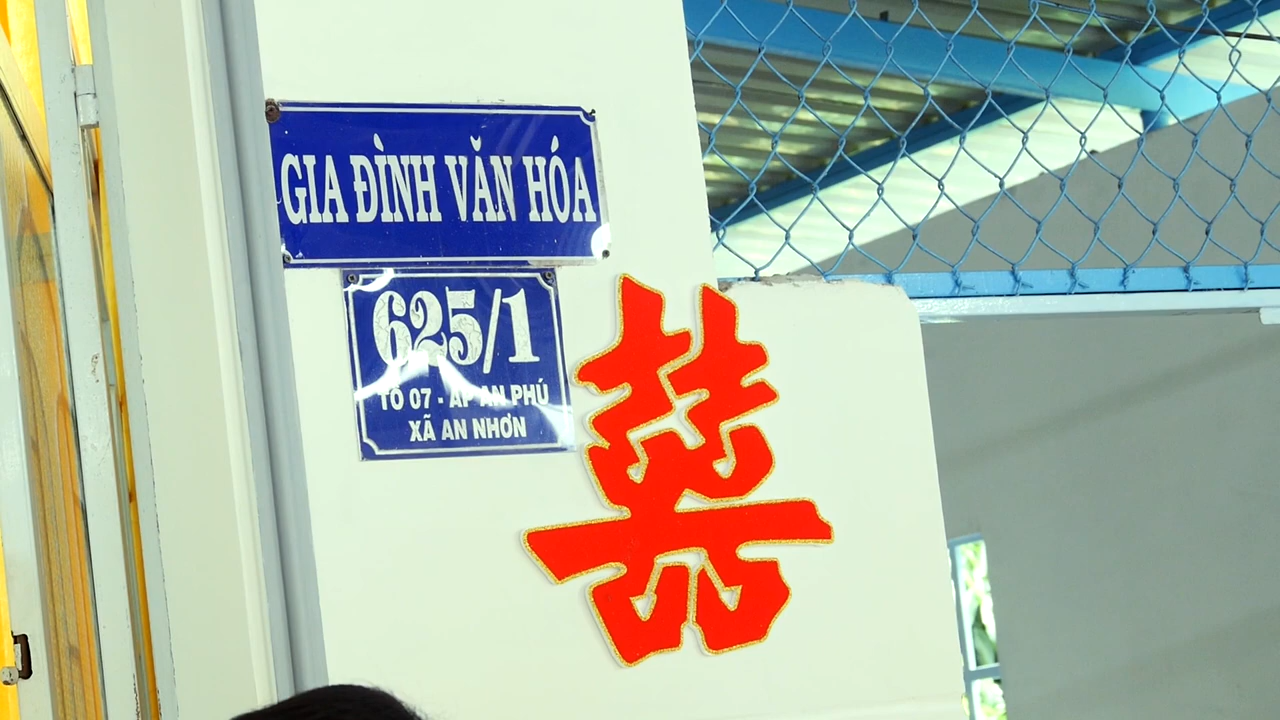 GIA ĐÌNH VĂN HÓA
625/1
TỔ 07 - ẤP AN PHÚ
XÃ AN NHƠN
囍